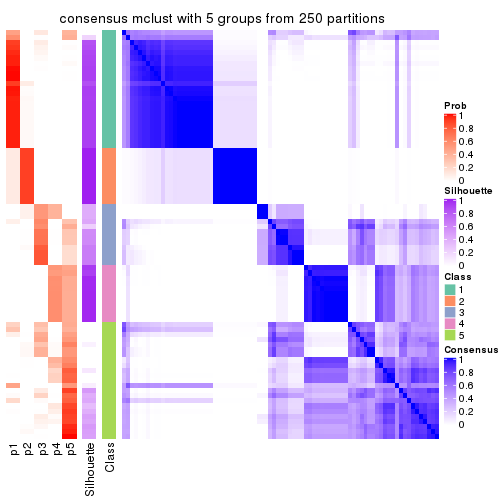 consensus mclust with 5 groups from 250 partitions
Prob
1
0.8
0.6
0.4
0.2
0
Silhouette
1
0.8
0.6
0.4
0.2
0
Class
1
2
3
4
5
Consensus
1
0.8
0.6
0.4
0.2
0
p1
p2
p3
p4
p5
Silhouette
Class